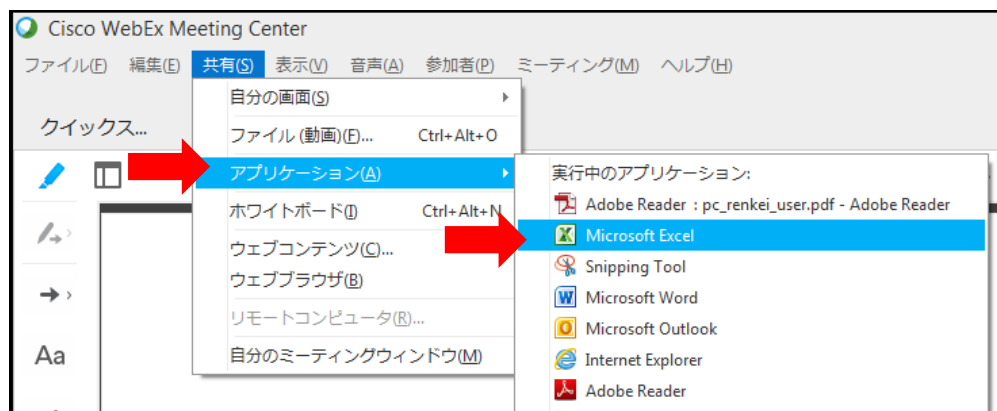 Cisco WebEx Meeting Center
ファイル(F) 編集(E) 共有(S) 表示(V) 音声(A) 参加者(P) ミーティング(M) ヘルプ(H)
クイックス...
自分の画面(S)
ファイル (動画)(F)... Ctrl+Alt+O
アプリケーション(A)
ホワイトボード(I) Ctrl+Alt+N
ウェブコンテンツ(C)...
ウェブブラウザ(B)
リモートコンピュータ(R)...
自分のミーティングウィンドウ(M)
実行中のアプリケーション:
Adobe Reader : pc_renkei_user.pdf - Adobe Reader
Microsoft Excel
Snipping Tool
Microsoft Word
Microsoft Outlook
Internet Explorer
Adobe Reader
Aa